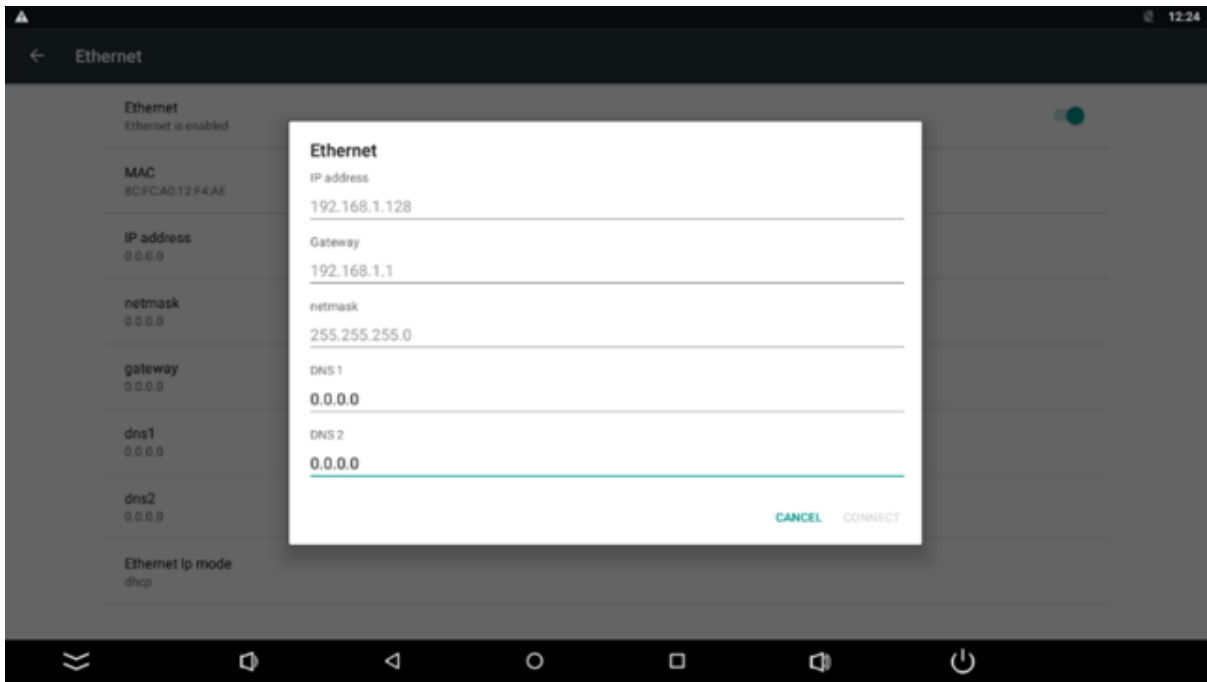 12:24
Ethernet
Ethernet
Ethernet is enabled
MAC
8C:FC:A0:12:F4:AE
IP address
0.0.0.0
netmask
0.0.0.0
gateway
0.0.0.0
dns1
0.0.0.0
dns2
0.0.0.0
Ethernet Ip mode
dhcp
Ethernet
IP address
192.168.1.128
Gateway
192.168.1.1
netmask
255.255.255.0
DNS 1
0.0.0.0
DNS 2
0.0.0.0
CANCEL CONNECT